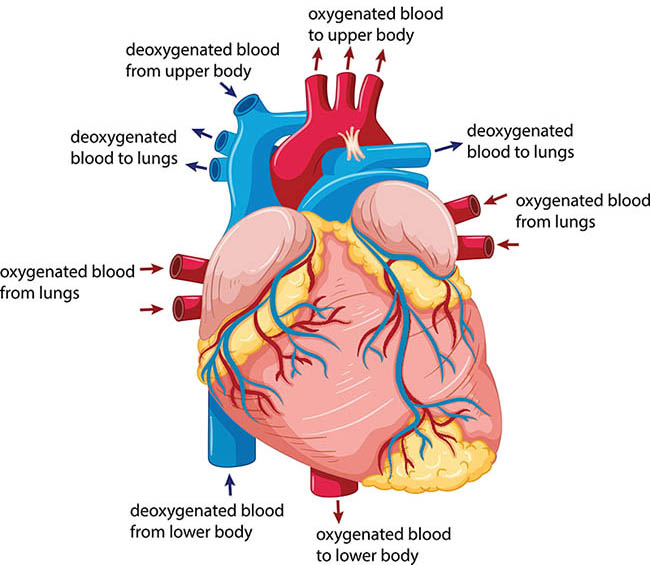 oxygenated blood
to upper body
deoxygenated blood
from upper body
deoxygenated
blood to lungs
deoxygenated
blood to lungs
oxygenated blood
from lungs
oxygenated blood
from lungs
deoxygenated blood
from lower body
oxygenated blood
to lower body